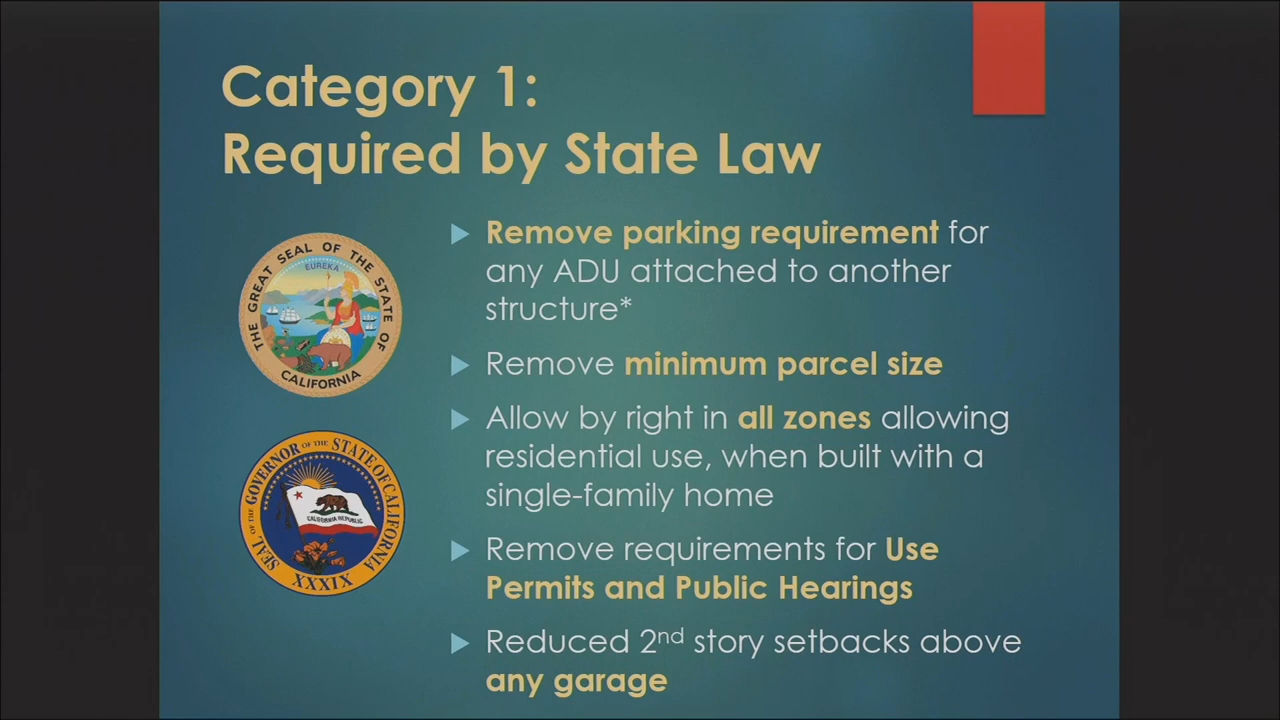 Category 1:
Required by State Law
Remove parking requirement for
any ADU attached to another
structure*
Remove minimum parcel size
Allow by right in all zones allowing
residential use, when built with a
single-family home
Remove requirements for Use
Permits and Public Hearings
Reduced 2nd story setbacks above
any garage
THE GREAT SEAL OF THE STATE OF
CALIFORNIA
EUREKA
SEAL OF THE GOVERNOR OF THE STATE OF CALIFORNIA
CALIFORNIA REPUBLIC
XXXIX